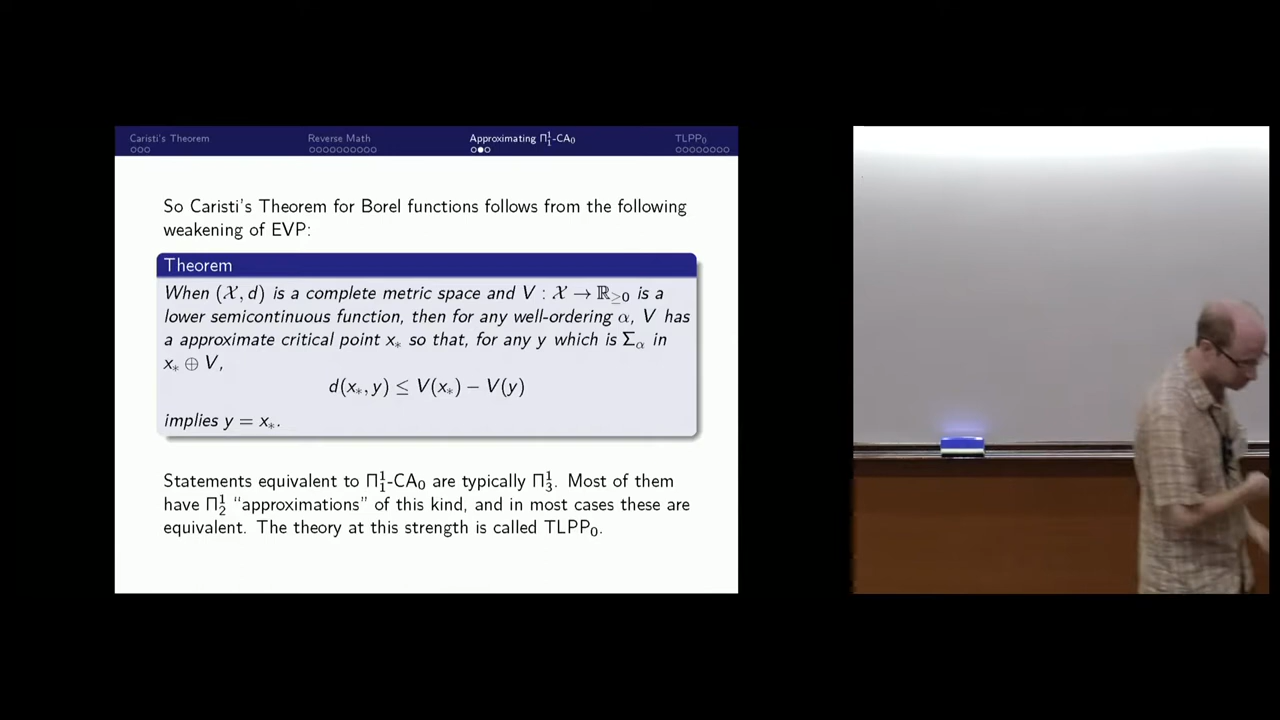 Caristi's Theorem Reverse Math Approximating Π¹₁-CA₀ TLPP₀
So Caristi's Theorem for Borel functions follows from the following
weakening of EVP:
Theorem
When (𝒳, d) is a complete metric space and V : 𝒳 → ℝ≥0 is a
lower semicontinuous function, then for any well-ordering α, V has
a approximate critical point x∗ so that, for any y which is Σα in
x∗ ⊕ V,
d(x∗, y) ≤ V(x∗) − V(y)
implies y = x∗.
Statements equivalent to Π¹₁-CA₀ are typically Π¹₃. Most of them
have Π¹₂ “approximations” of this kind, and in most cases these are
equivalent. The theory at this strength is called TLPP₀.